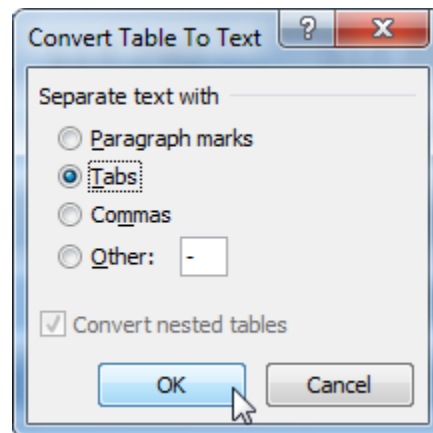 Convert Table To Text ? X
Separate text with
Paragraph marks
Tabs
Commas
Other: -
Convert nested tables
OK Cancel